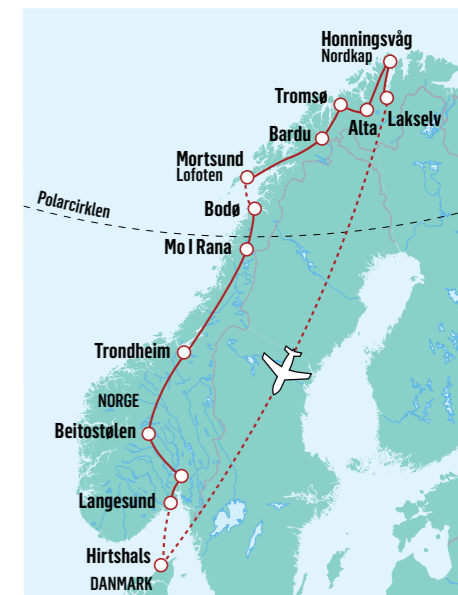 Honningsvåg
Nordkap
Tromsø
Lakselv
Alta
Bardu
Mortsund
Lofoten
Bodø
Polarcirklen
Mo I Rana
Trondheim
NORGE
Beitostølen
Langesund
Hirtshals
DANMARK